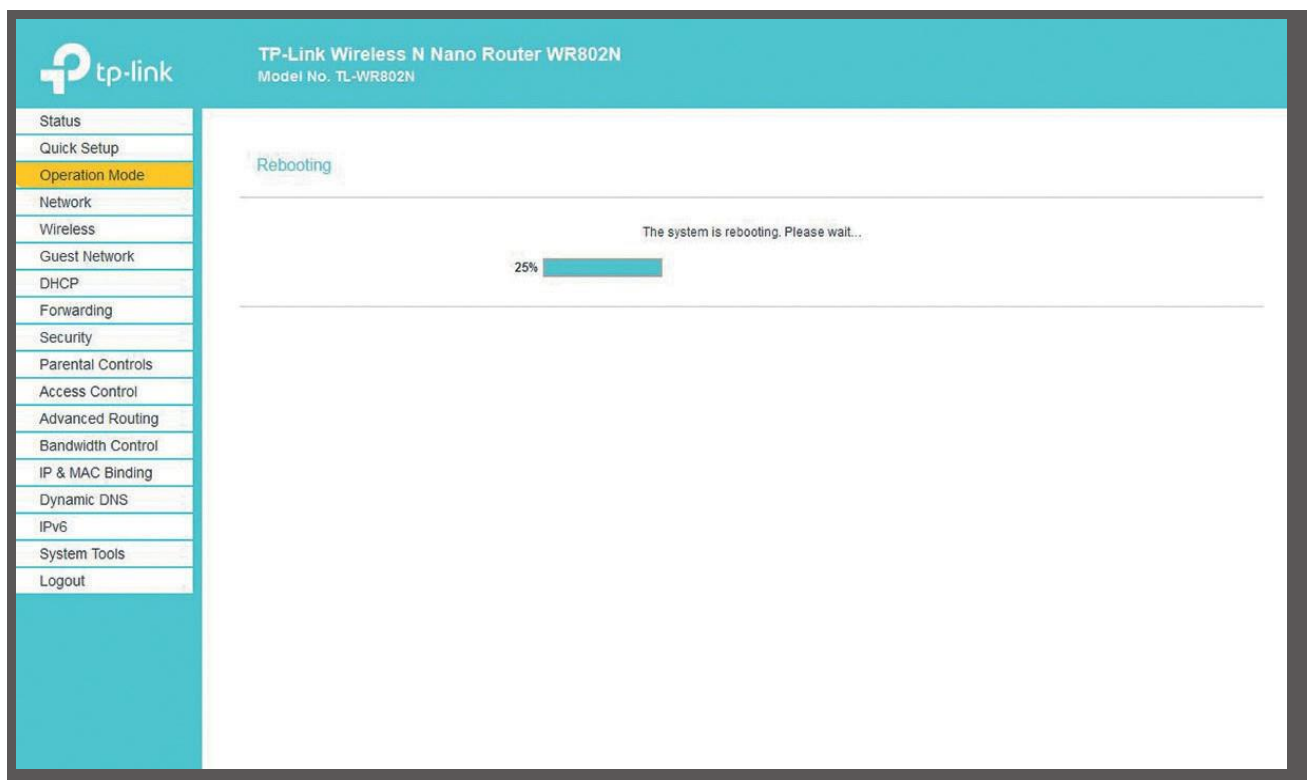 tp-link
TP-Link Wireless N Nano Router WR802N
Model No. TL-WR802N
Status
Quick Setup
Operation Mode
Network
Wireless
Guest Network
DHCP
Forwarding
Security
Parental Controls
Access Control
Advanced Routing
Bandwidth Control
IP & MAC Binding
Dynamic DNS
IPv6
System Tools
Logout
Rebooting
The system is rebooting. Please wait...
25%